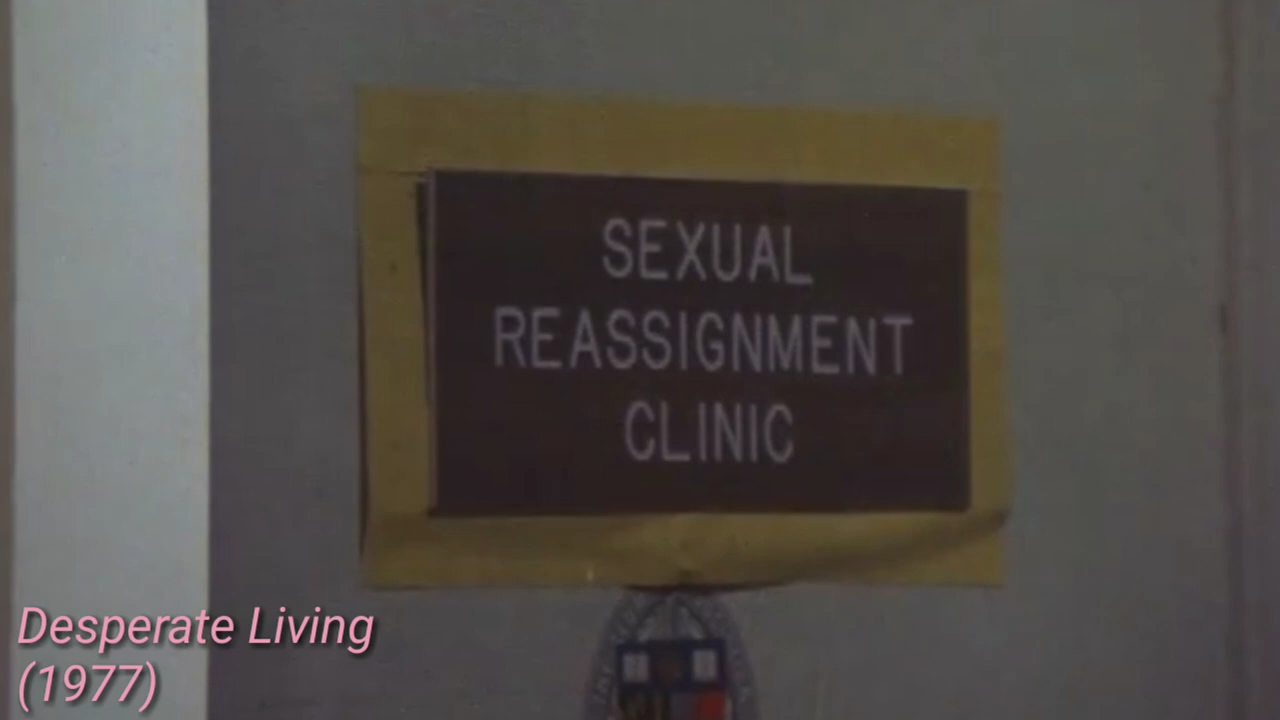 SEXUAL
REASSIGNMENT
CLINIC
Desperate Living
(1977)